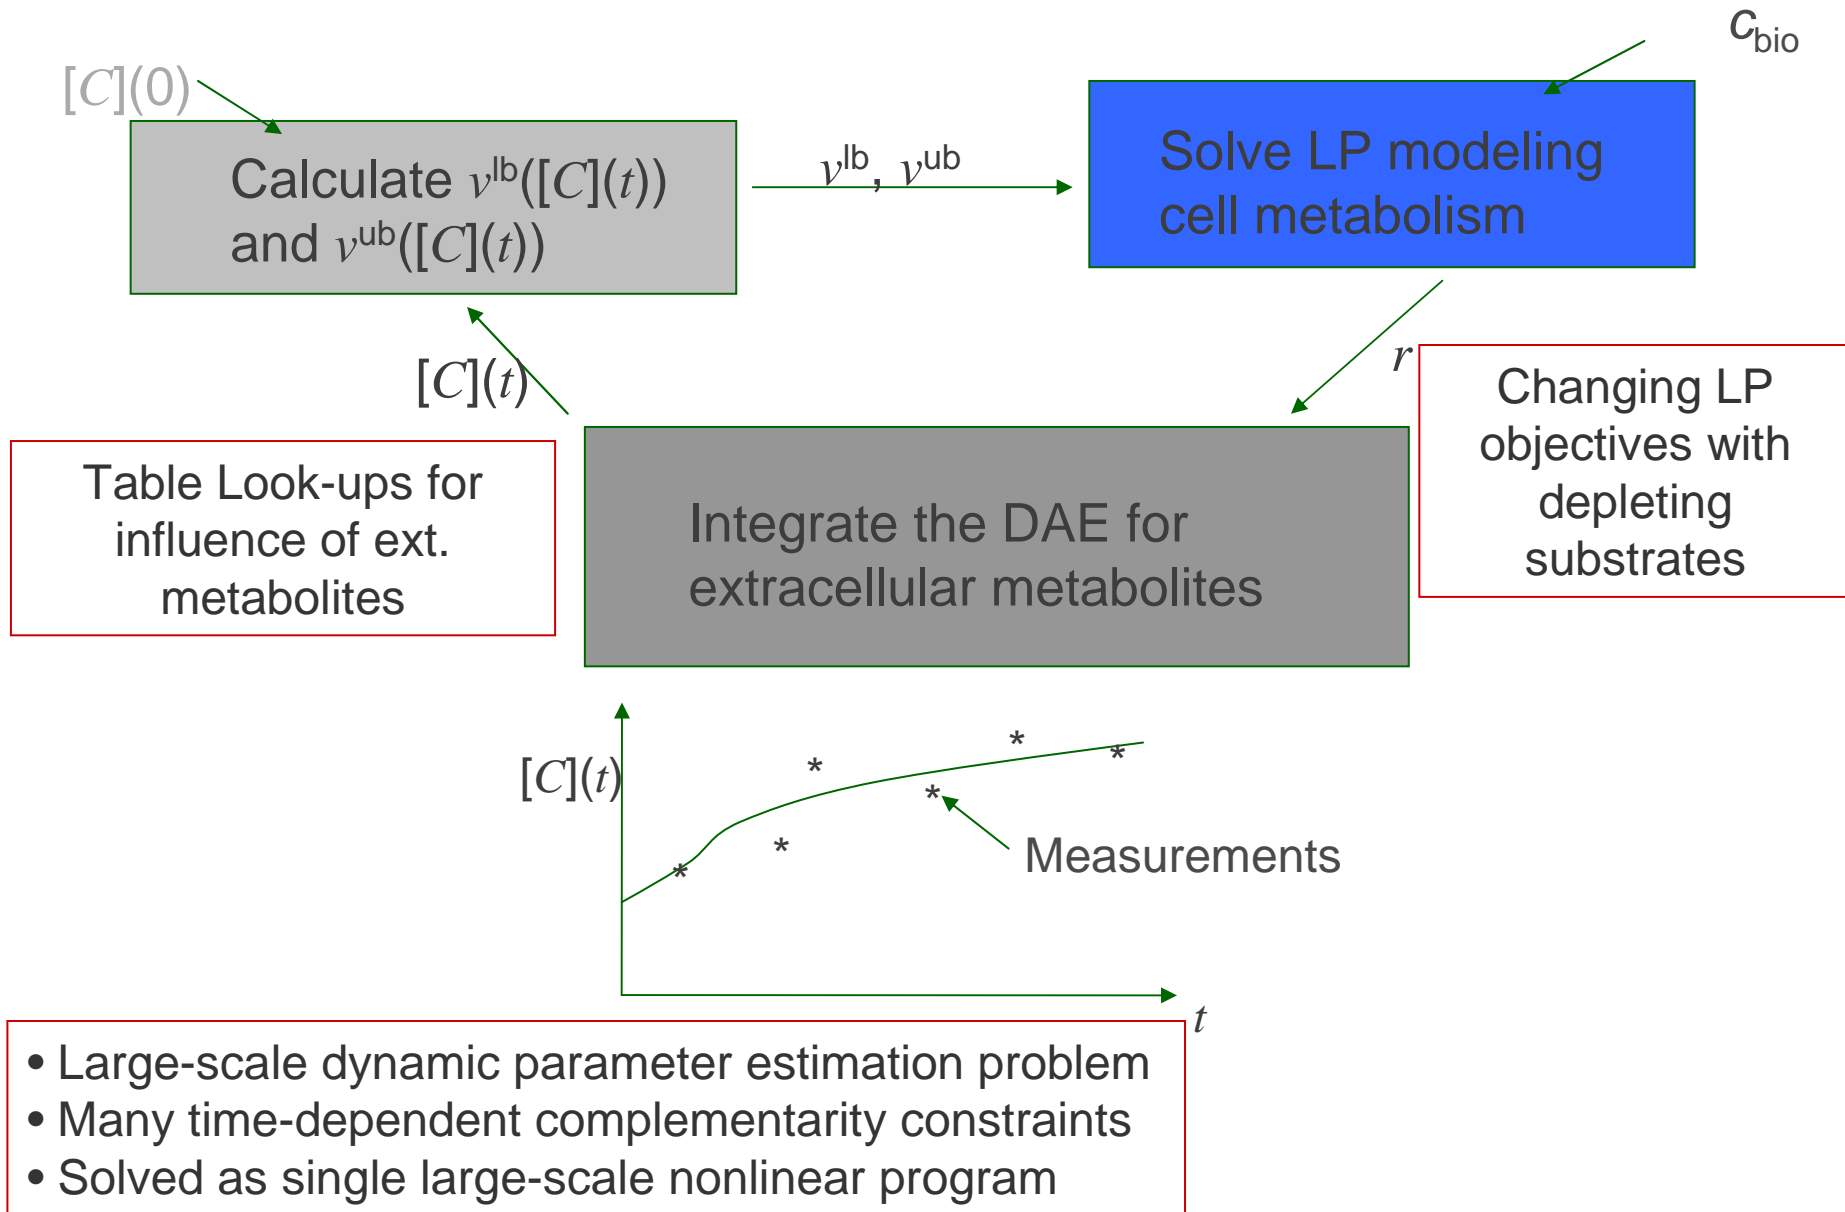 c_bio
[C](0)
Calculate v^lb([C](t))
and v^ub([C](t))
v^lb, v^ub
Solve LP modeling
cell metabolism
[C](t)
r
Table Look-ups for
influence of ext.
metabolites
Integrate the DAE for
extracellular metabolites
Changing LP
objectives with
depleting
substrates
[C](t)
* * * * * * *
Measurements
t
• Large-scale dynamic parameter estimation problem
• Many time-dependent complementarity constraints
• Solved as single large-scale nonlinear program